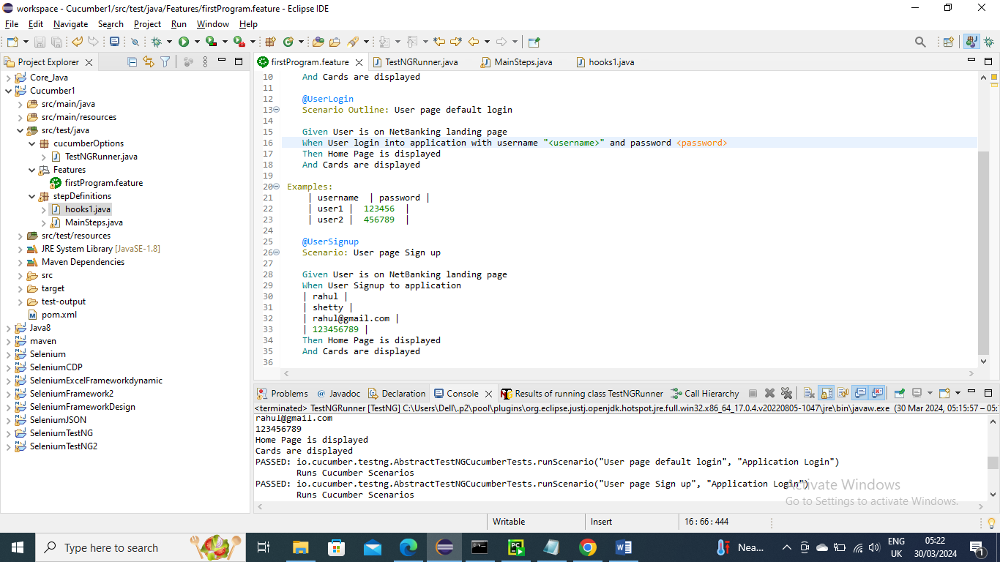 workspace - Cucumber1/src/test/java/Features/firstProgram.feature - Eclipse IDE
File Edit Navigate Search Project Run Window Help
Project Explorer
Core_Java
Cucumber1
src/main/java
src/main/resources
src/test/java
cucumberOptions
TestNGRunner.java
Features
firstProgram.feature
stepDefinitions
hooks1.java
MainSteps.java
src/test/resources
JRE System Library [JavaSE-1.8]
Maven Dependencies
src
target
test-output
pom.xml
Java8
maven
Selenium
SeleniumCDP
SeleniumExcelFrameworkdynamic
SeleniumFramework2
SeleniumFrameworkDesign
SeleniumJSON
SeleniumTestNG
SeleniumTestNG2
firstProgram.feature TestNGRunner.java MainSteps.java hooks1.java
10 And Cards are displayed
11
12 @UserLogin
13 Scenario Outline: User page default login
14
15 Given User is on NetBanking landing page
16 When User login into application with username "<username>" and password <password>
17 Then Home Page is displayed
18 And Cards are displayed
19
20 Examples:
21 | username | password |
22 | user1 | 123456 |
23 | user2 | 456789 |
24
25 @UserSignup
26 Scenario: User page Sign up
27
28 Given User is on NetBanking landing page
29 When User Signup to application
30 | rahul |
31 | shetty |
32 | rahul@gmail.com |
33 | 123456789 |
34 Then Home Page is displayed
35 And Cards are displayed
36
Problems @ Javadoc Declaration Console Results of running class TestNGRunner Call Hierarchy
<terminated> TestNGRunner [TestNG] C:\Users\Dell\.p2\pool\plugins\org.eclipse.justj.openjdk.hotspot.jre.full.win32.x86_64_17.0.4.v20220805-1047\jre\bin\javaw.exe (30 Mar 2024, 05:15:57 – 05:
rahul@gmail.com
123456789
Home Page is displayed
Cards are displayed
PASSED: io.cucumber.testng.AbstractTestNGCucumberTests.runScenario("User page default login", "Application Login")
Runs Cucumber Scenarios
PASSED: io.cucumber.testng.AbstractTestNGCucumberTests.runScenario("User page Sign up", "Application Login")
Runs Cucumber Scenarios
Activate Windows
Go to Settings to activate Windows.
Writable Insert 16 : 66 : 444
Type here to search
Nea...
ENG
UK
05:22
30/03/2024
1